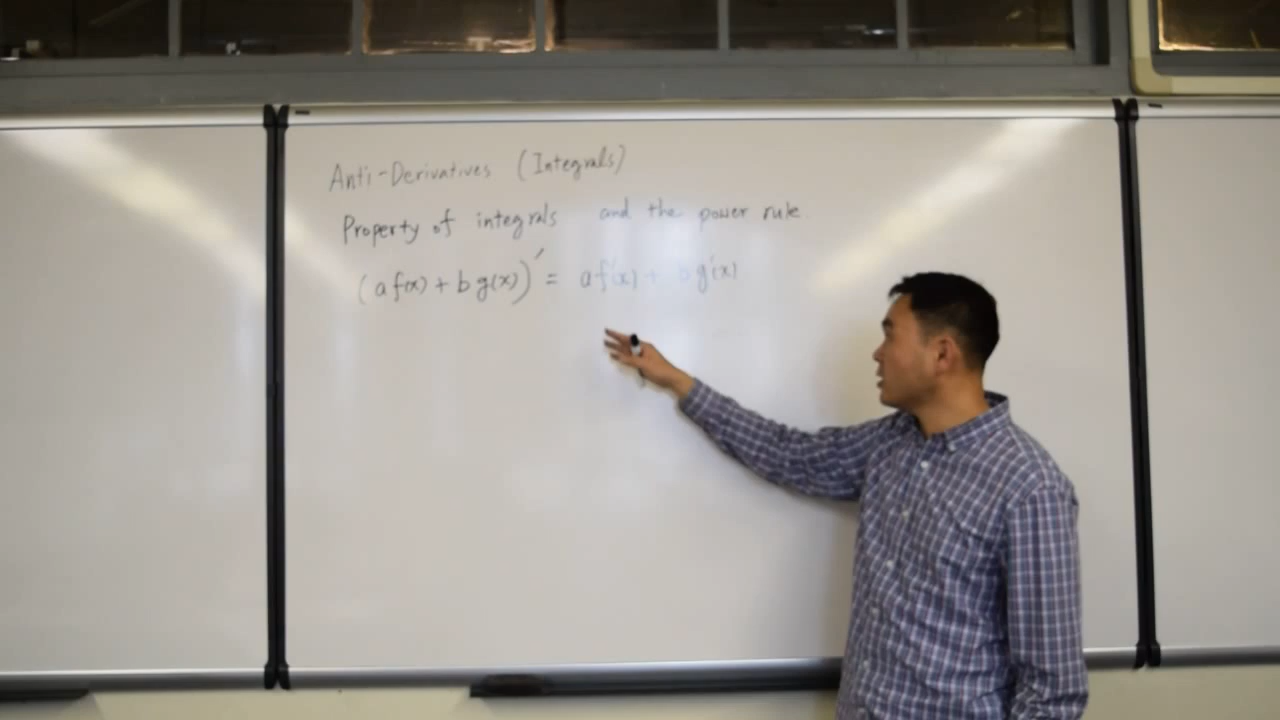 Anti-Derivatives (Integrals)
Property of integrals and the power rule.
(a f(x) + b g(x))' = a f'(x) + b g'(x)